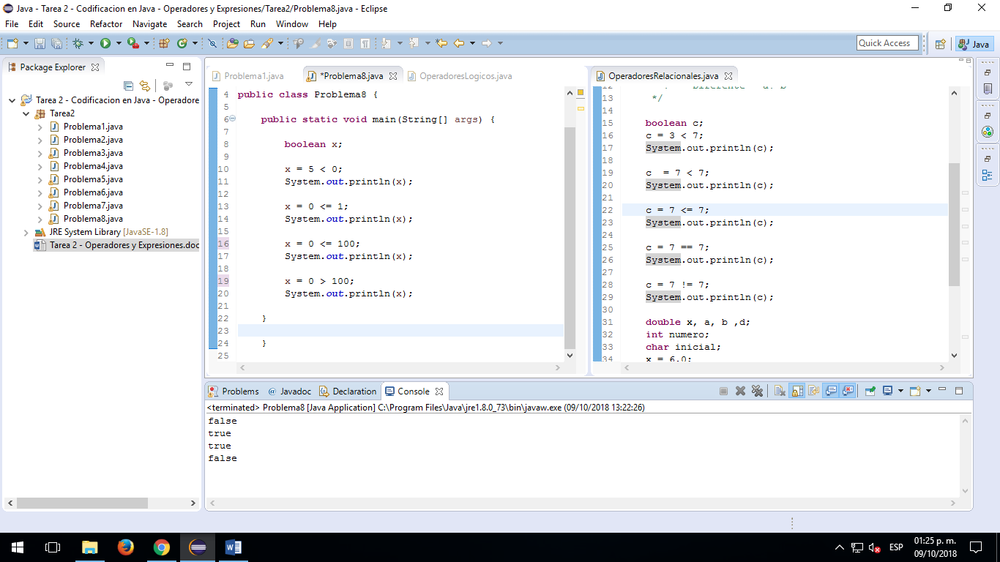 Java - Tarea 2 - Codificacion en Java - Operadores y Expresiones/Tarea2/Problema8.java - Eclipse
File Edit Source Refactor Navigate Search Project Run Window Help
Quick Access
Java
Package Explorer
Tarea 2 - Codificacion en Java - Operadore
Tarea2
Problema1.java
Problema2.java
Problema3.java
Problema4.java
Problema5.java
Problema6.java
Problema7.java
Problema8.java
JRE System Library [JavaSE-1.8]
Tarea 2 - Operadores y Expresiones.doc
Problema1.java *Problema8.java OperadoresLogicos.java
4 public class Problema8 {
5
6 public static void main(String[] args) {
7
8 boolean x;
9
10 x = 5 < 0;
11 System.out.println(x);
12
13 x = 0 <= 1;
14 System.out.println(x);
15
16 x = 0 <= 100;
17 System.out.println(x);
18
19 x = 0 > 100;
20 System.out.println(x);
21
22 }
23
24 }
25
OperadoresRelacionales.java
12
13 */
14
15 boolean c;
16 c = 3 < 7;
17 System.out.println(c);
18
19 c  = 7 < 7;
20 System.out.println(c);
21
22 c = 7 <= 7;
23 System.out.println(c);
24
25 c = 7 == 7;
26 System.out.println(c);
27
28 c = 7 != 7;
29 System.out.println(c);
30
31 double x, a, b ,d;
32 int numero;
33 char inicial;
34 x = 6.0;
Problems @ Javadoc Declaration Console
<terminated> Problema8 [Java Application] C:\Program Files\Java\jre1.8.0_73\bin\javaw.exe (09/10/2018 13:22:26)
false
true
true
false
ESP
01:25 p. m.
09/10/2018